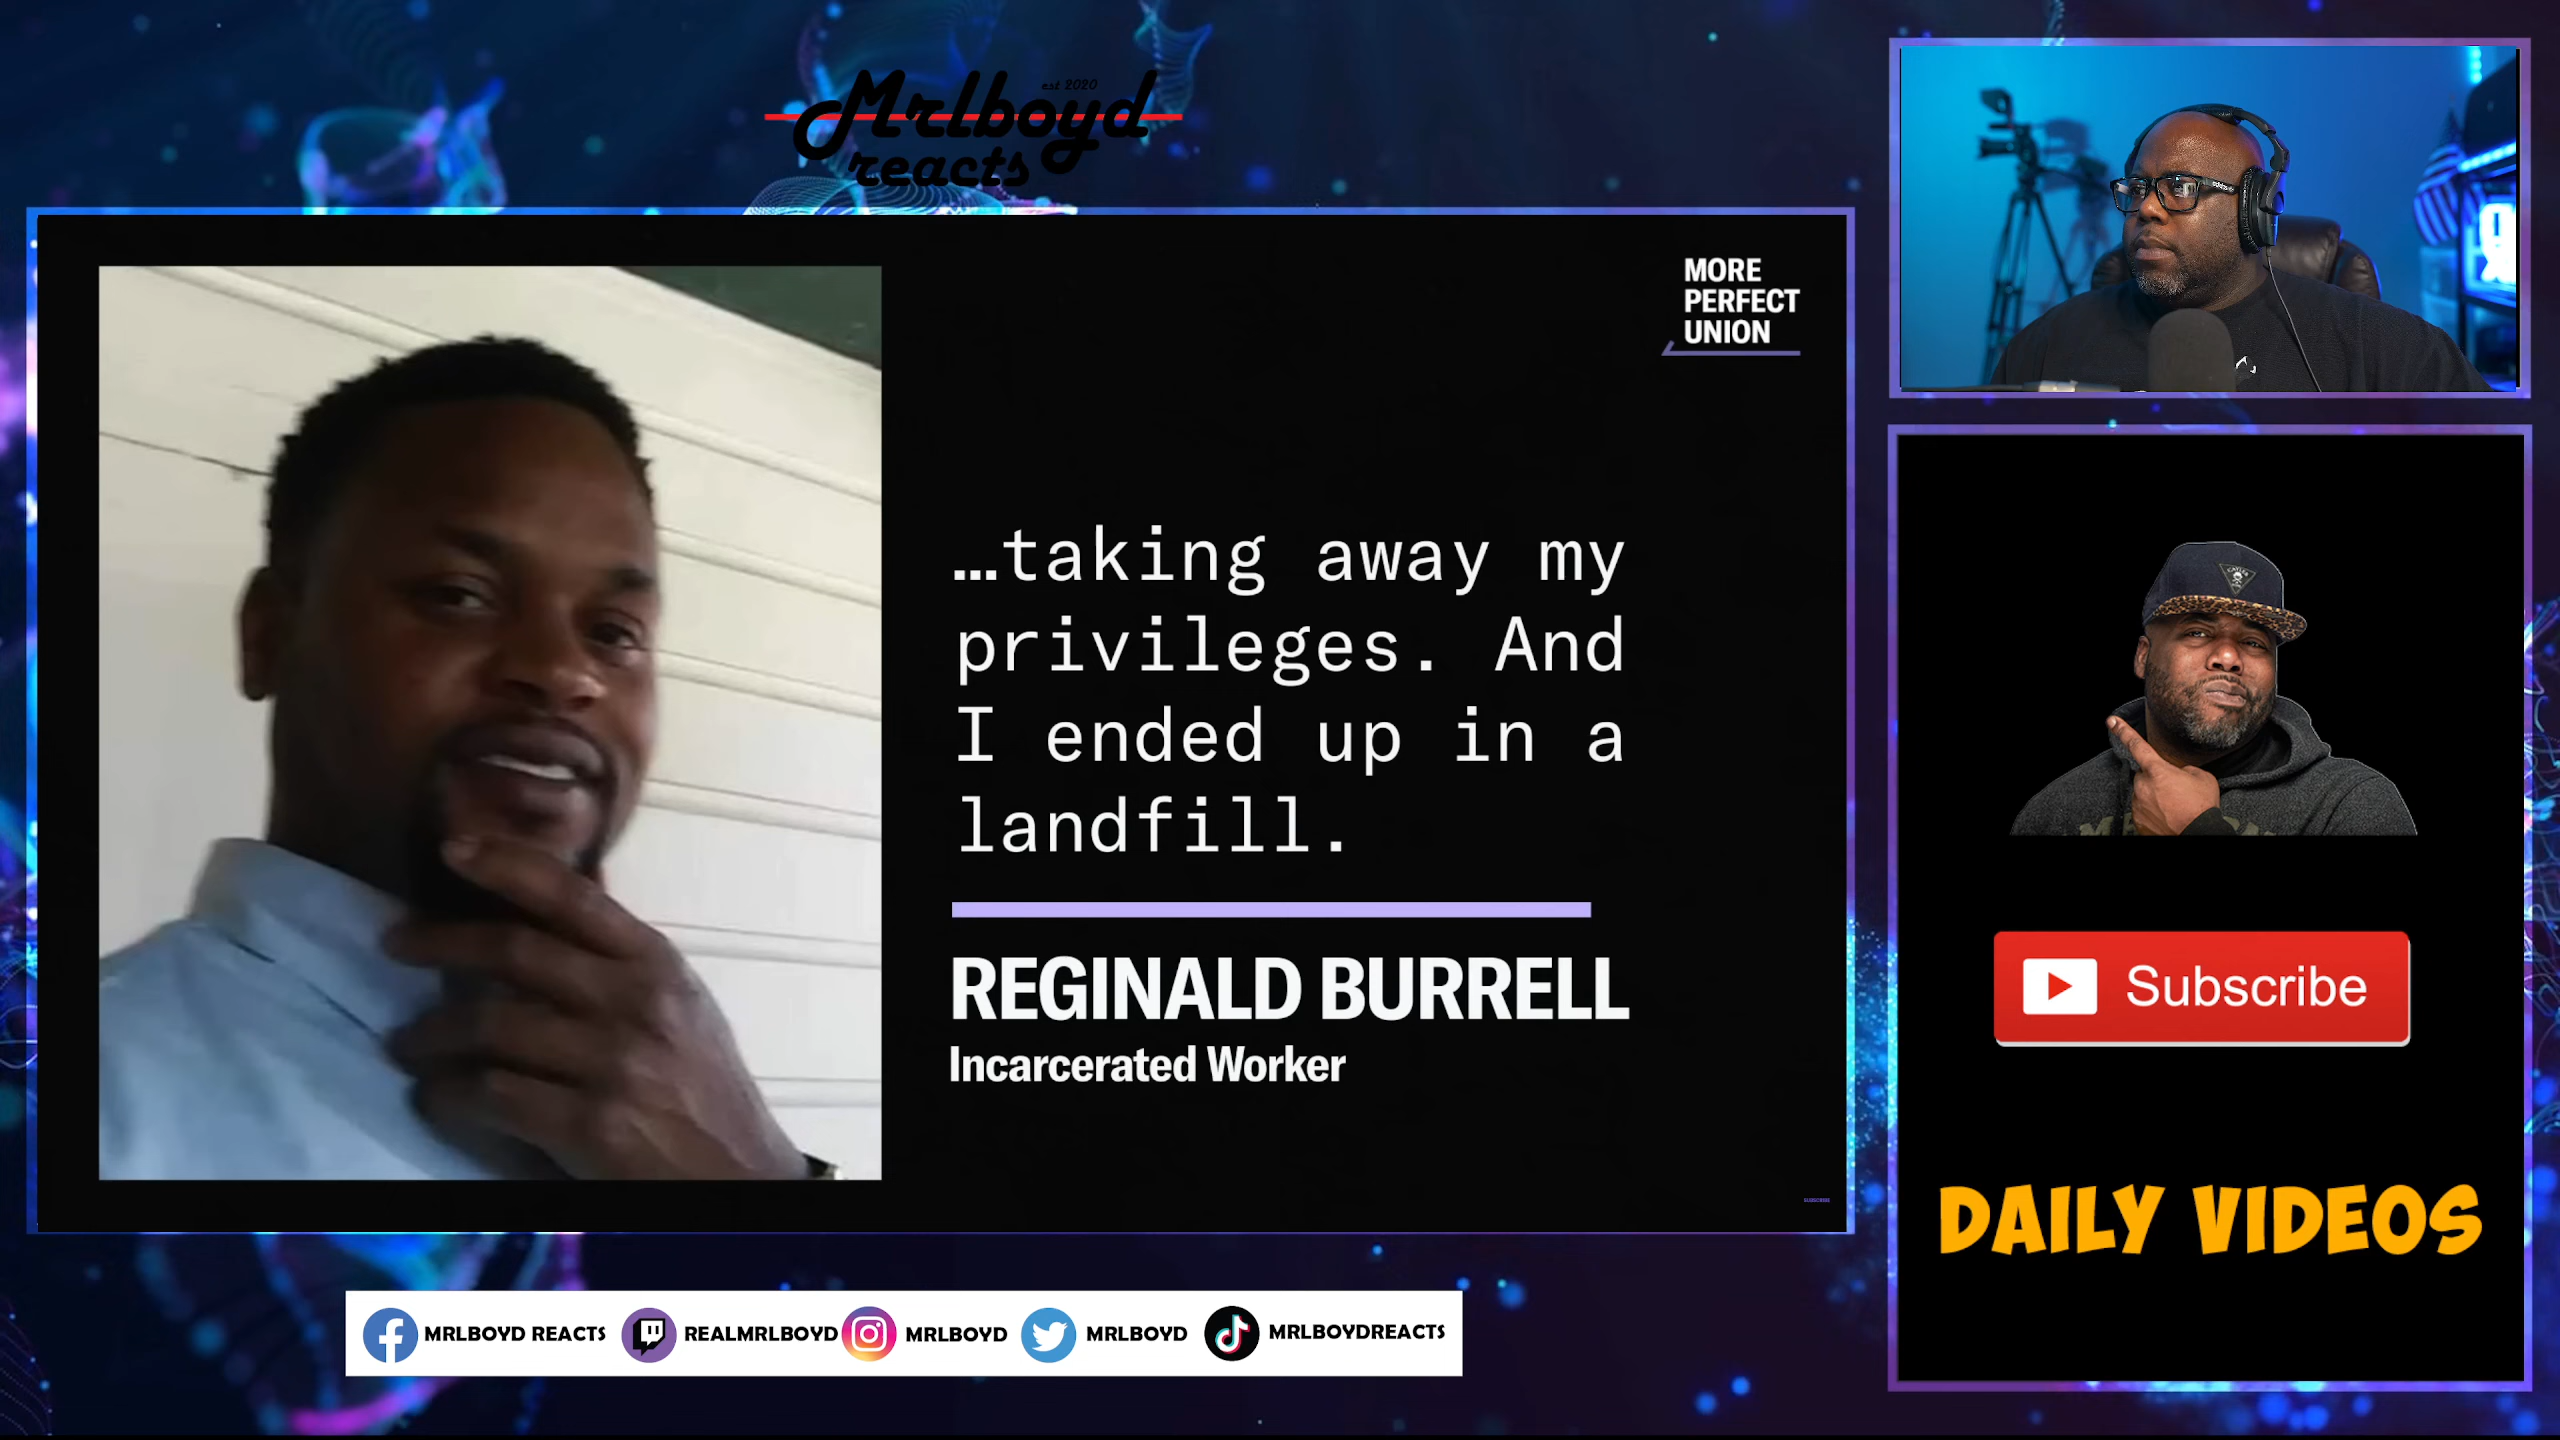 Mrlboyd
est 2020
reacts
MORE
PERFECT
UNION
…taking away my
privileges. And
I ended up in a
landfill.
REGINALD BURRELL
Incarcerated Worker
SUBSCRIBE
Subscribe
DAILY VIDEOS
MRLBOYD REACTS
REALMRLBOYD
MRLBOYD
MRLBOYD
MRLBOYDREACTS